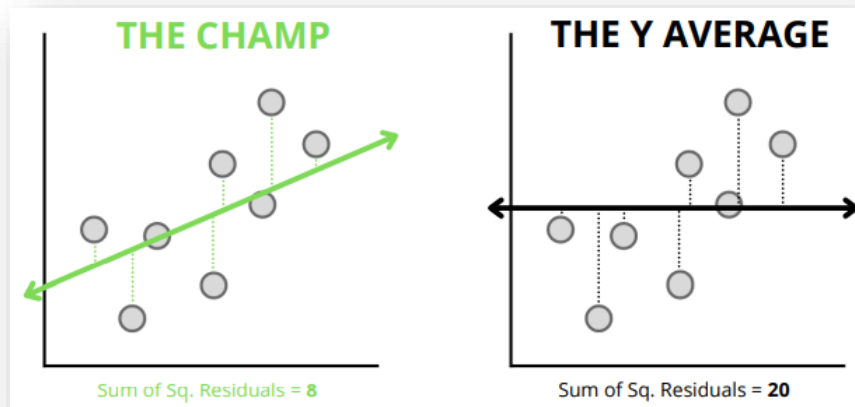 THE CHAMP
THE Y AVERAGE
Sum of Sq. Residuals = 8
Sum of Sq. Residuals = 20